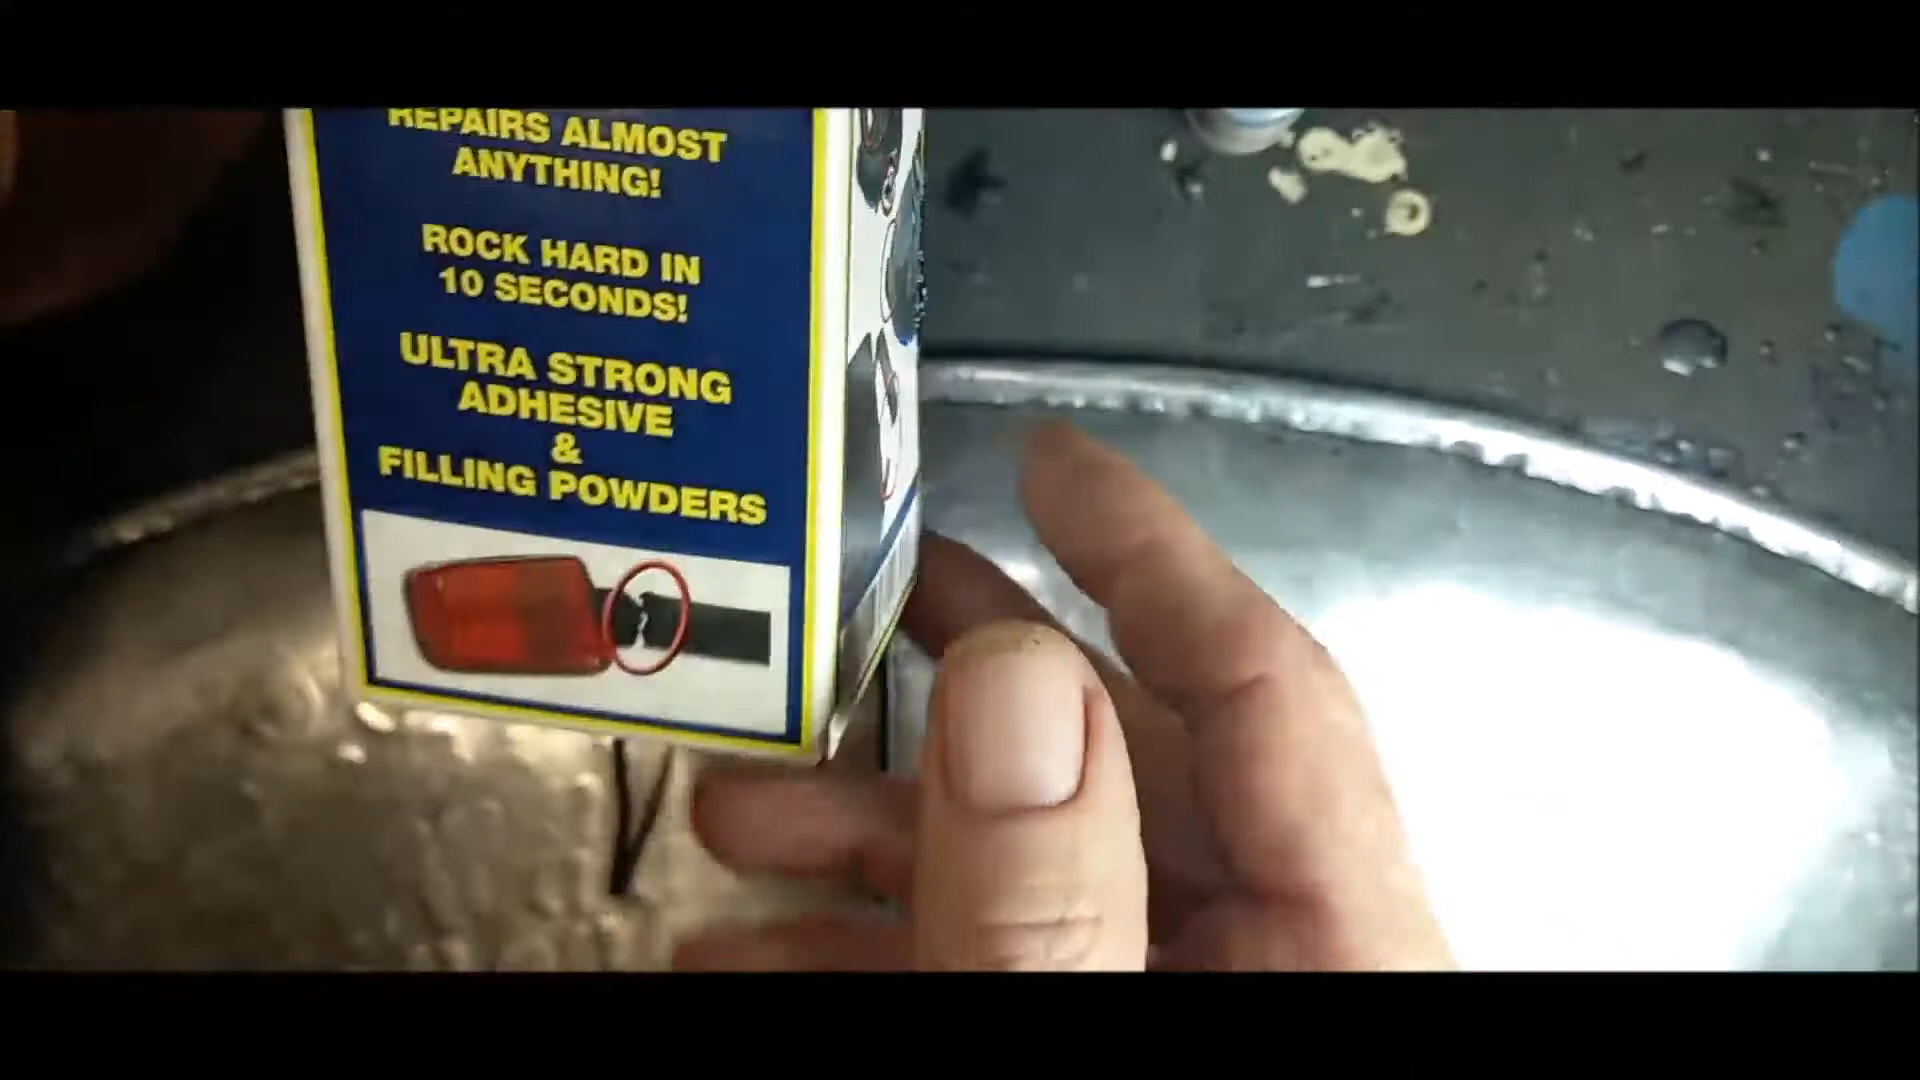 REPAIRS ALMOST
ANYTHING!
ROCK HARD IN
10 SECONDS!
ULTRA STRONG
ADHESIVE
&
FILLING POWDERS